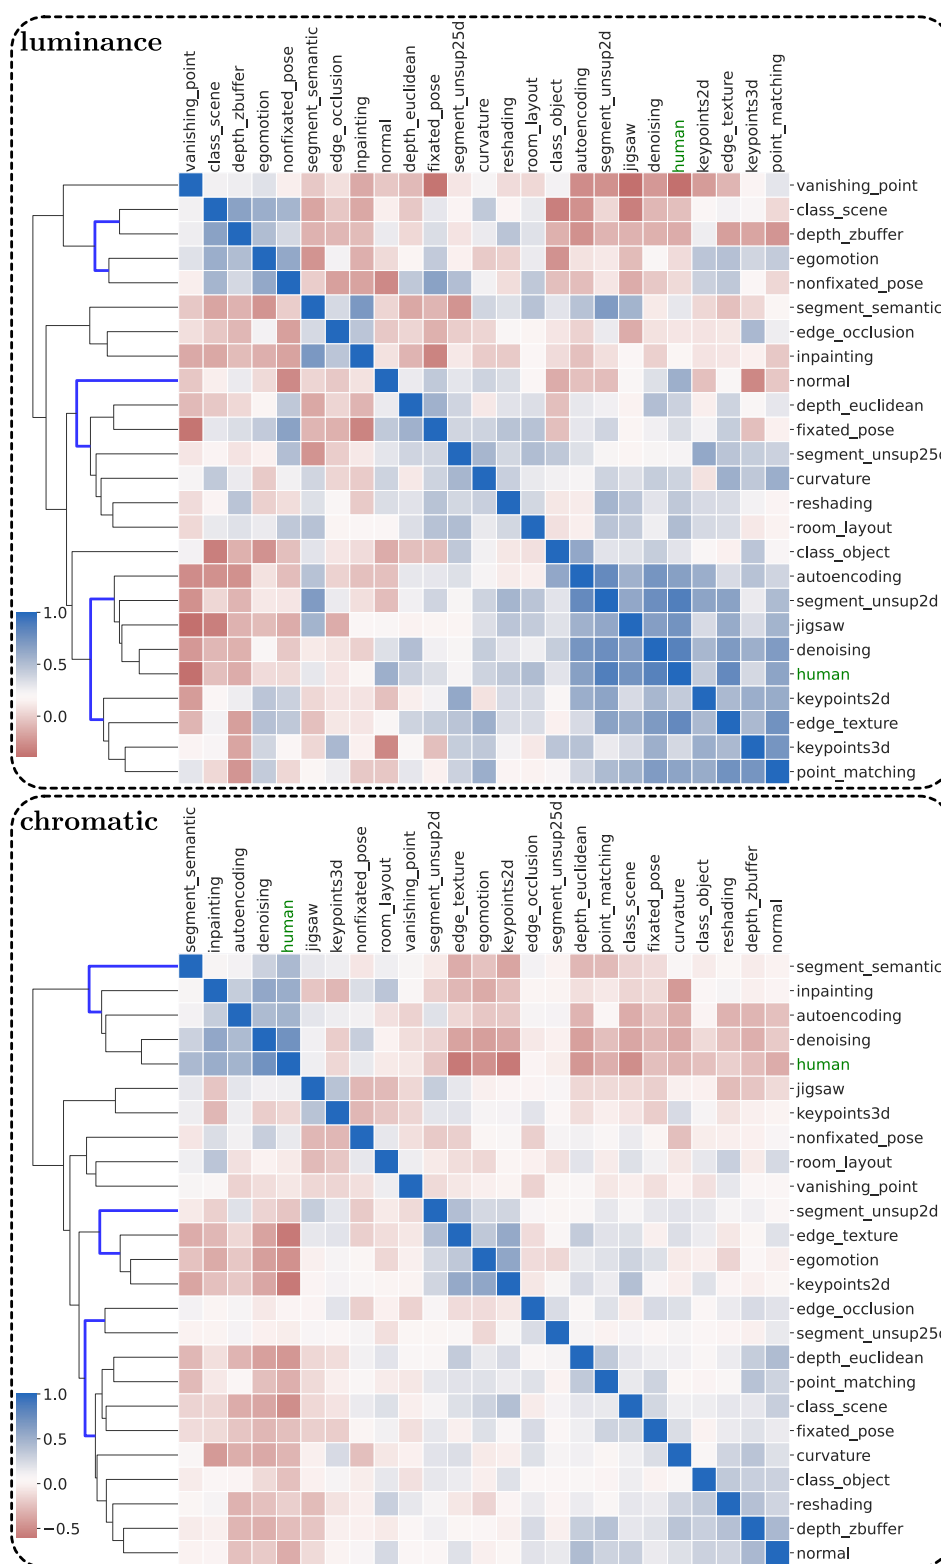 luminance
vanishing_point
class_scene
depth_zbuffer
egomotion
nonfixated_pose
segment_semantic
edge_occlusion
inpainting
normal
depth_euclidean
fixated_pose
segment_unsup25d
curvature
reshading
room_layout
class_object
autoencoding
segment_unsup2d
jigsaw
denoising
human
keypoints2d
edge_texture
keypoints3d
point_matching
vanishing_point
class_scene
depth_zbuffer
egomotion
nonfixated_pose
segment_semantic
edge_occlusion
inpainting
normal
depth_euclidean
fixated_pose
segment_unsup25d
curvature
reshading
room_layout
class_object
autoencoding
segment_unsup2d
jigsaw
denoising
human
keypoints2d
edge_texture
keypoints3d
point_matching
1.0
0.5
0.0
chromatic
segment_semantic
inpainting
autoencoding
denoising
human
jigsaw
keypoints3d
nonfixated_pose
room_layout
vanishing_point
segment_unsup2d
edge_texture
egomotion
keypoints2d
edge_occlusion
segment_unsup25d
depth_euclidean
point_matching
class_scene
fixated_pose
curvature
class_object
reshading
depth_zbuffer
normal
segment_semantic
inpainting
autoencoding
denoising
human
jigsaw
keypoints3d
nonfixated_pose
room_layout
vanishing_point
segment_unsup2d
edge_texture
egomotion
keypoints2d
edge_occlusion
segment_unsup25d
depth_euclidean
point_matching
class_scene
fixated_pose
curvature
class_object
reshading
depth_zbuffer
normal
1.0
0.5
0.0
−0.5